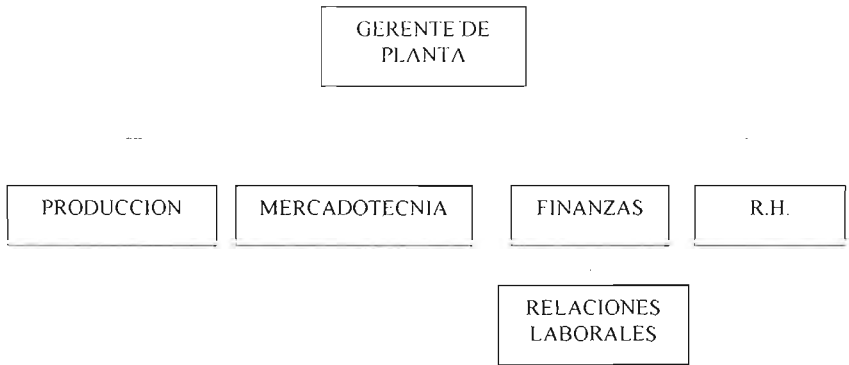 GERENTE DE
PLANTA
PRODUCCION
MERCADOTECNIA
FINANZAS
R.H.
RELACIONES
LABORALES